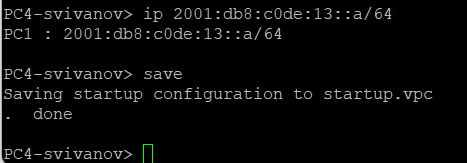 PC4-svivanov> ip 2001:db8:c0de:13::a/64
PC1 : 2001:db8:c0de:13::a/64
PC4-svivanov> save
Saving startup configuration to startup.vpc
.  done
PC4-svivanov>